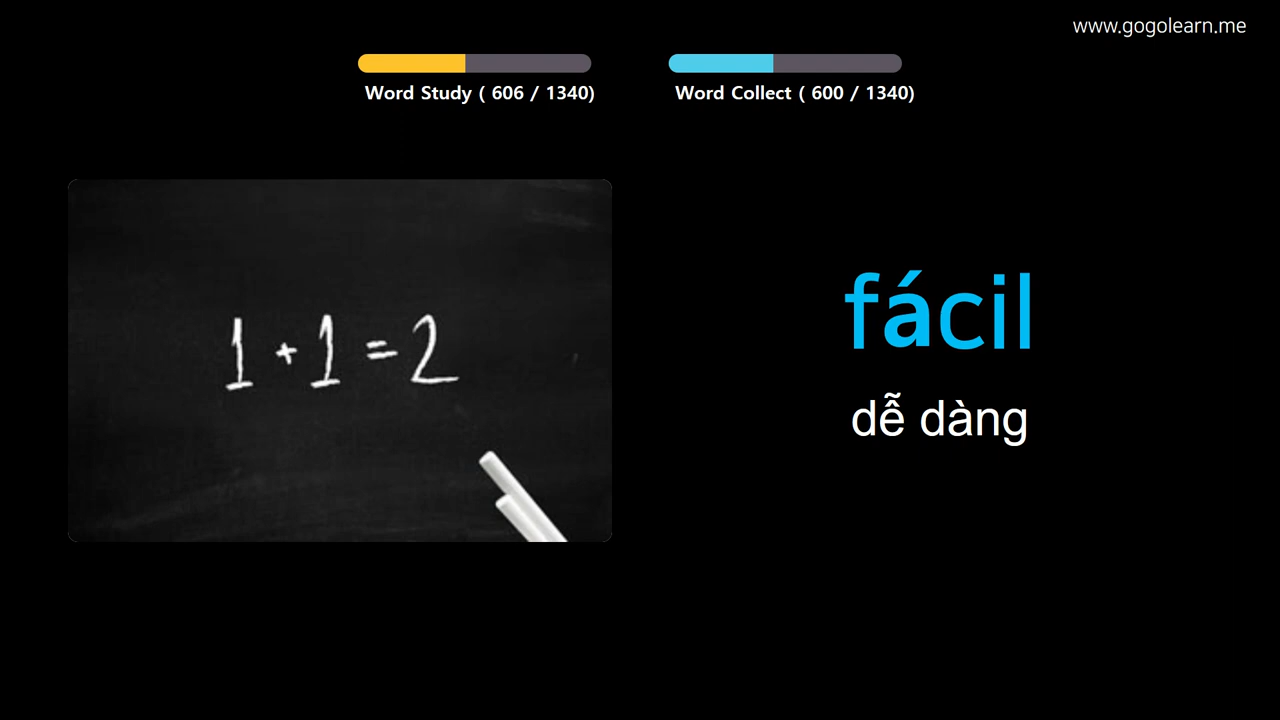 www.gogolearn.me
Word Study ( 606 / 1340)
Word Collect ( 600 / 1340)
1 + 1 = 2
fácil
dễ dàng